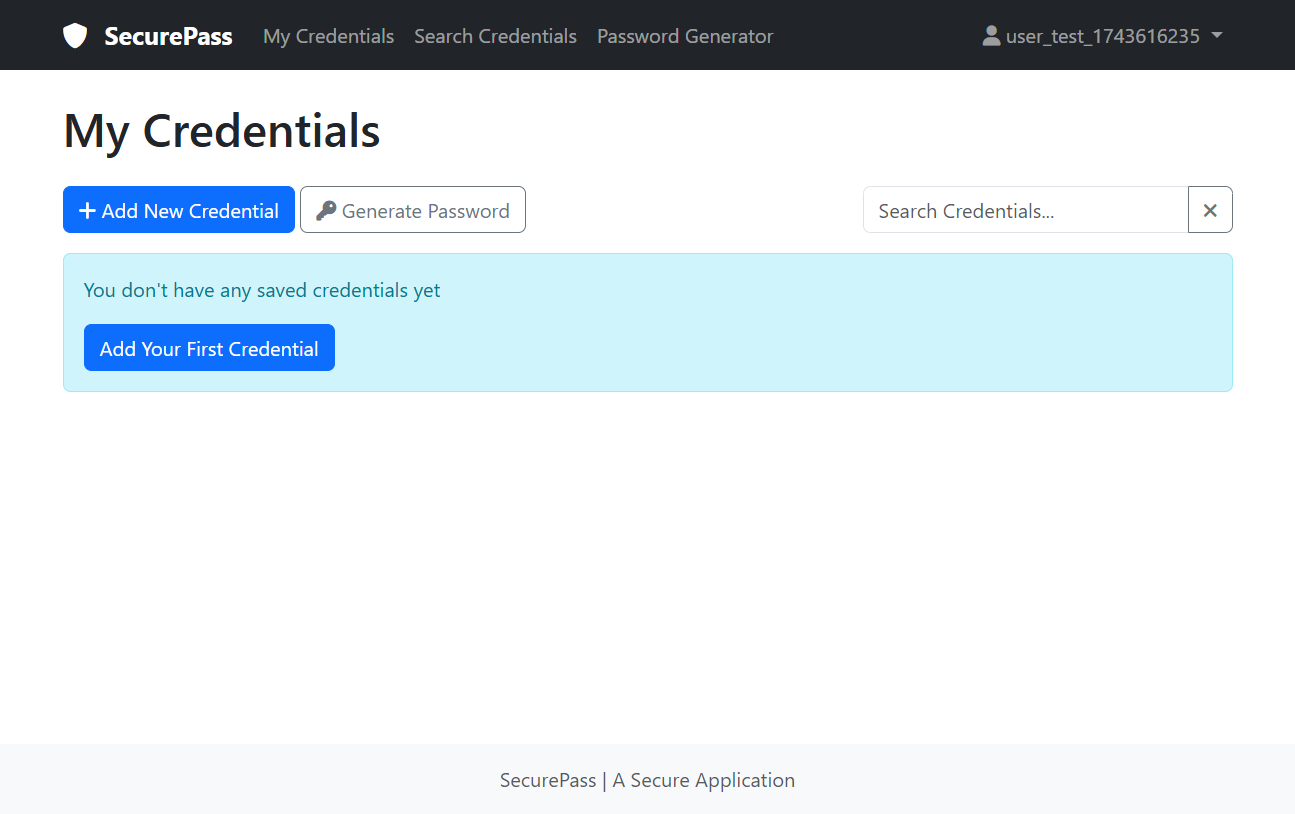 SecurePass My Credentials Search Credentials Password Generator user_test_1743616235
My Credentials
Add New Credential Generate Password Search Credentials...
You don't have any saved credentials yet
Add Your First Credential
SecurePass | A Secure Application